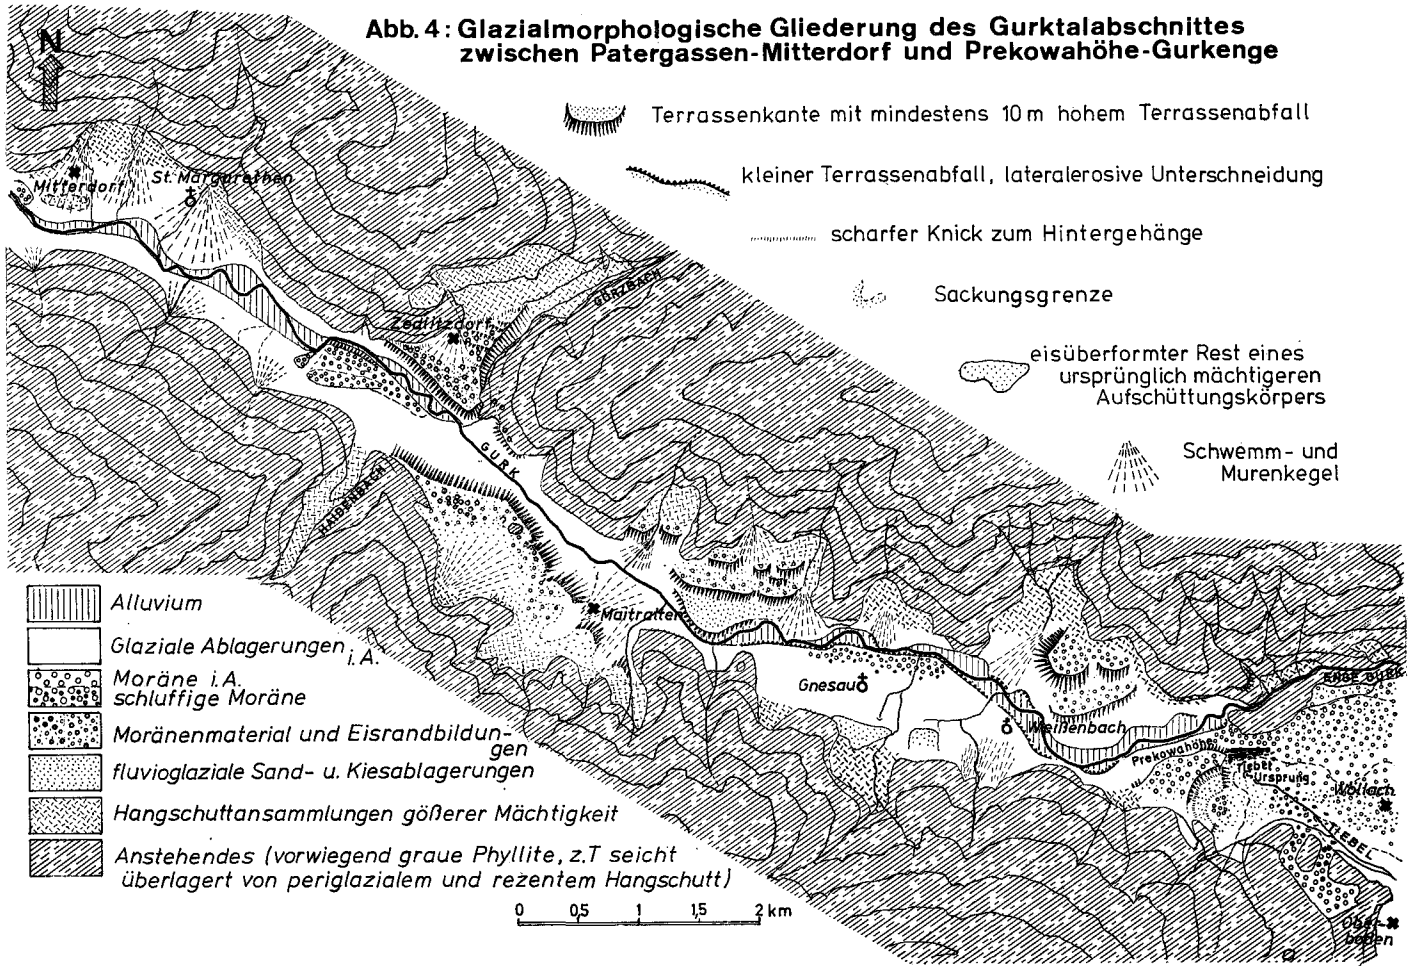 Abb. 4: Glazialmorphologische Gliederung des Gurktalabschnittes
zwischen Patergassen-Mitterdorf und Prekowahöhe-Gurkenge
N
Terrassenkante mit mindestens 10 m hohem Terrassenabfall
kleiner Terrassenabfall, lateralerosive Unterschneidung
scharfer Knick zum Hintergehänge
Sackungsgrenze
eisüberformter Rest eines
ursprünglich mächtigeren
Aufschüttungskörpers
Schwemm- und
Murenkegel
Mitterdorf
St. Margarethen
Zedlitzdorf
GÖRZBACH
GURK
HAIDENBACH
Maitratten
Gnesau
Weißenbach
ENGE GURK
Prekowahöhe
Tiebel
Ursprung
Wöllach
TIEBEL
Ober-
boden
Alluvium
Glaziale Ablagerungen
i.A.
Moräne i.A.
schluffige Moräne
Moränenmaterial und Eisrandbildun-
gen
fluvioglaziale Sand- u. Kiesablagerungen
Hangschuttansammlungen gößerer Mächtigkeit
Anstehendes (vorwiegend graue Phyllite, z.T seicht
überlagert von periglazialem und rezentem Hangschutt)
0 0,5 1 1,5 2 km